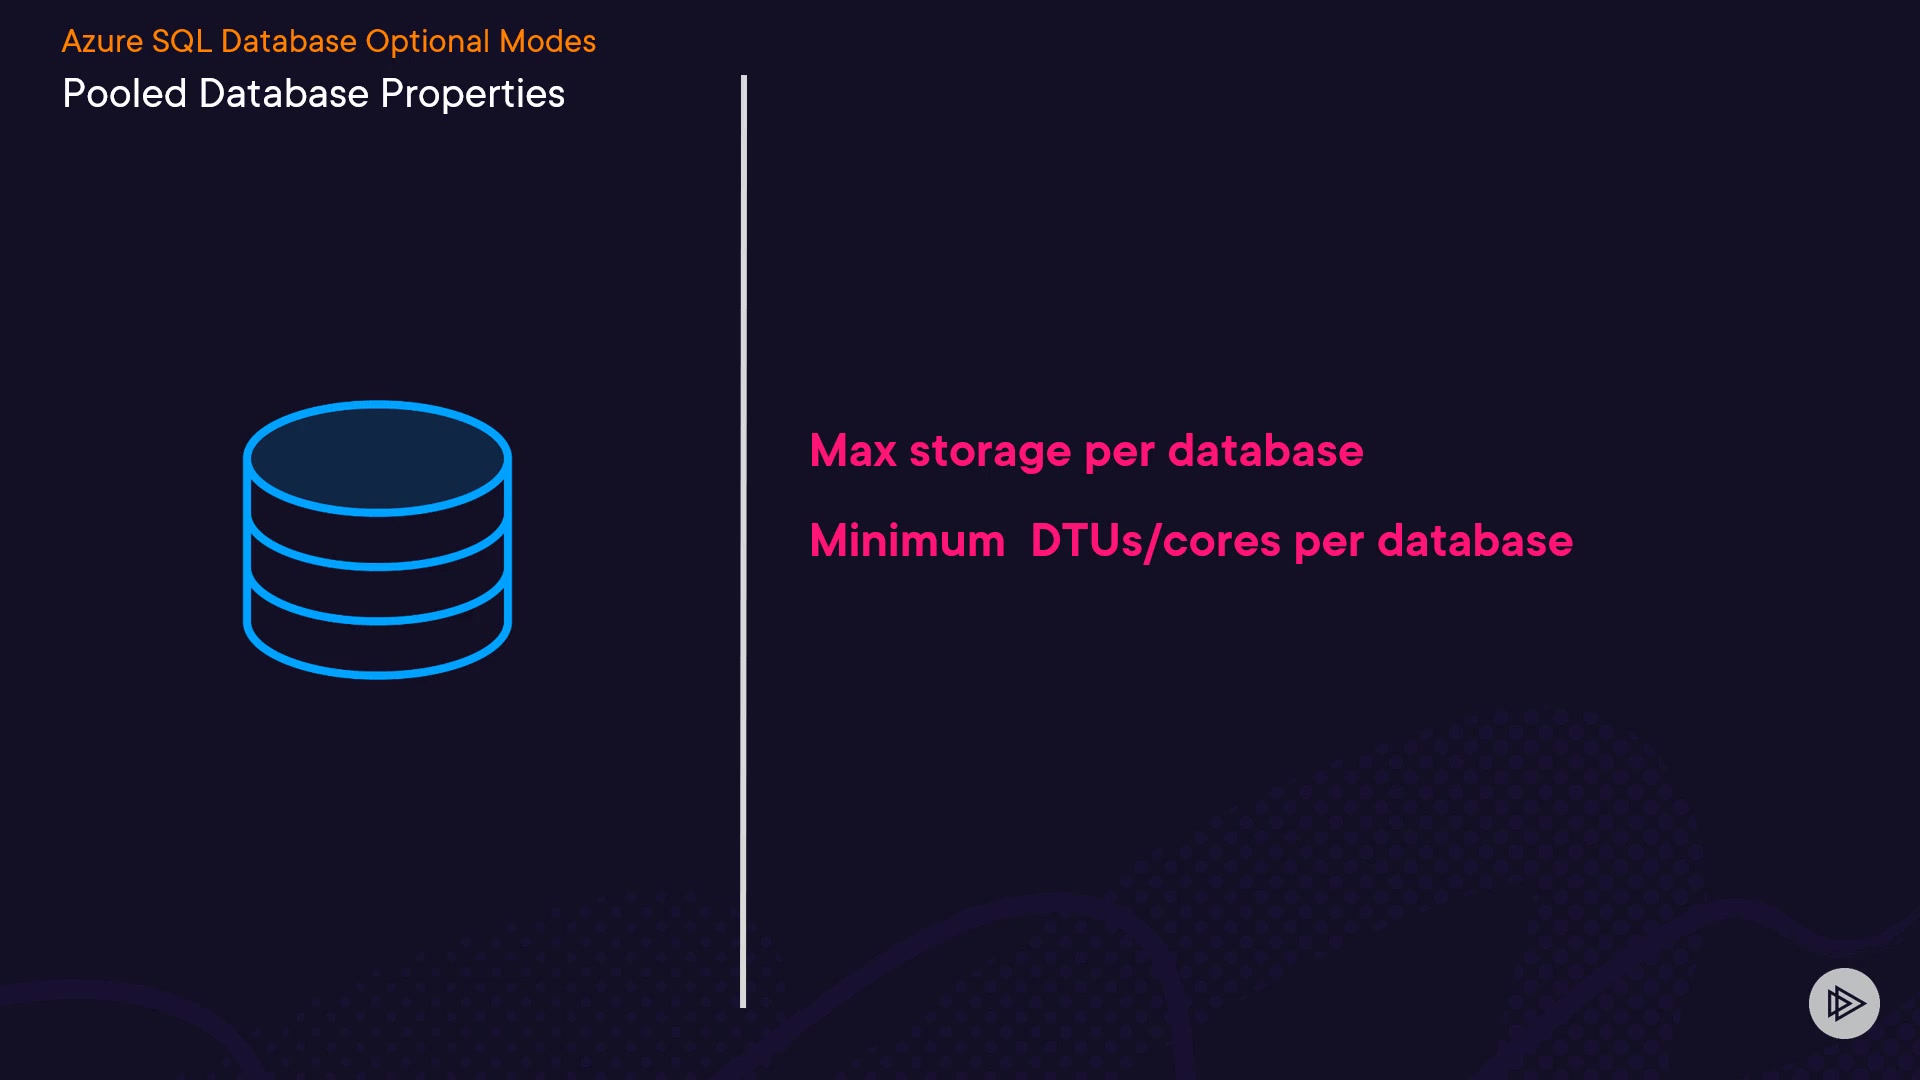 Azure SQL Database Optional Modes
Pooled Database Properties
Max storage per database
Minimum  DTUs/cores per database